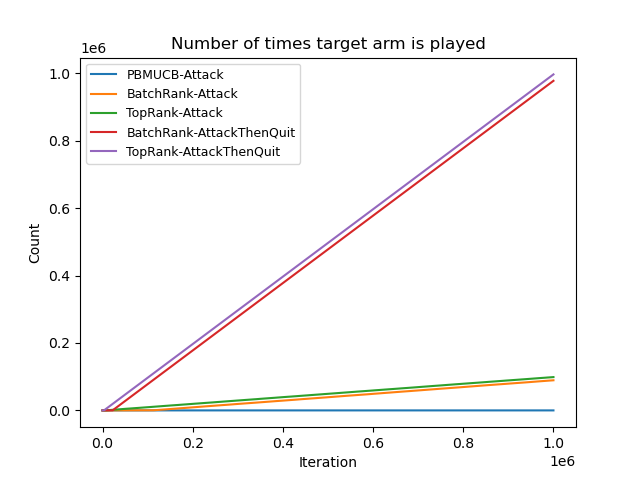 Number of times target arm is played
1e6
PBMUCB-Attack
BatchRank-Attack
TopRank-Attack
BatchRank-AttackThenQuit
TopRank-AttackThenQuit
1.0
0.8
0.6
0.4
0.2
0.0
Count
0.0 0.2 0.4 0.6 0.8 1.0
Iteration
1e6